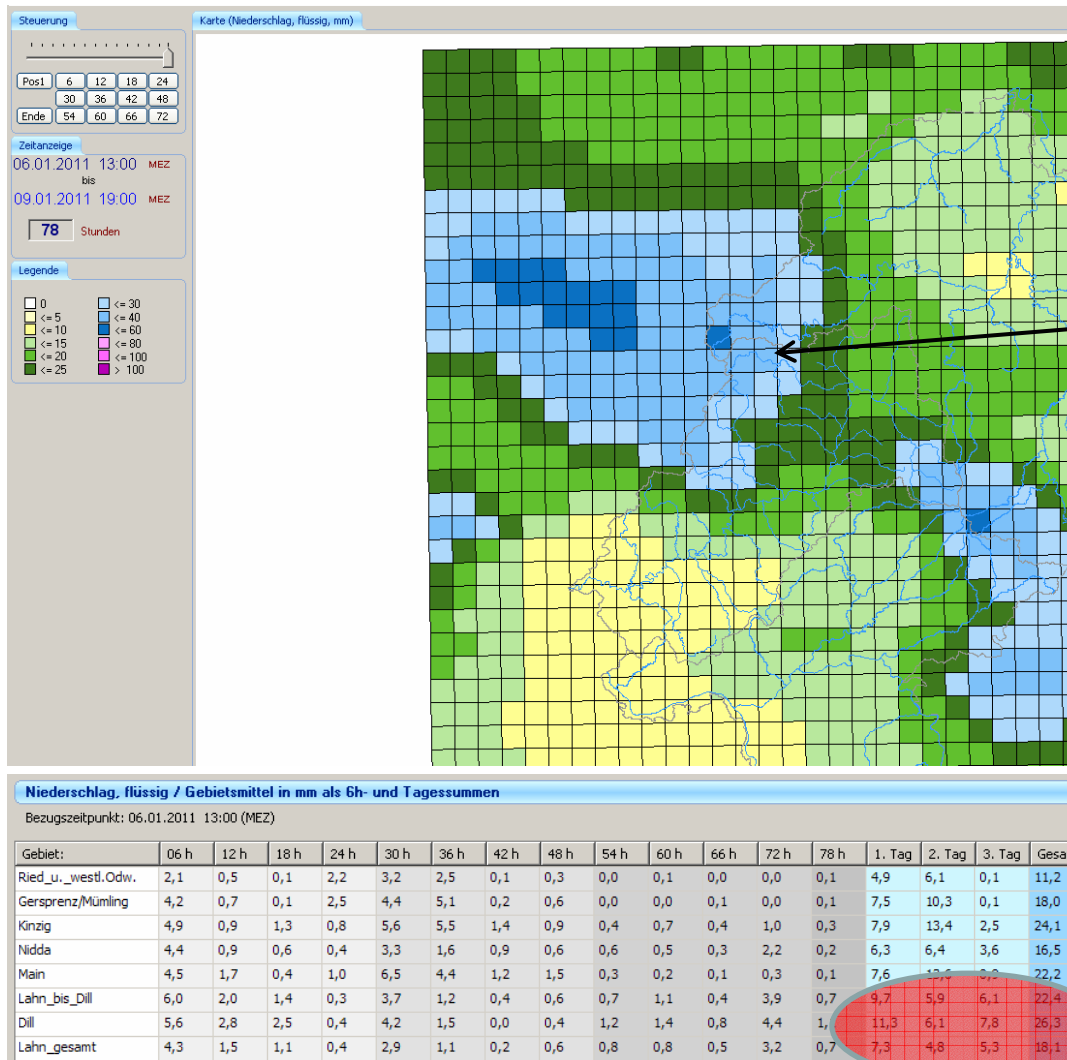 Steuerung
Karte (Niederschlag, flüssig, mm)
Pos1 6 12 18 24
30 36 42 48
Ende 54 60 66 72
Zeitanzeige
06.01.2011 13:00 MEZ
bis
09.01.2011 19:00 MEZ
78 Stunden
Legende
0 <= 30
<= 5 <= 40
<= 10 <= 60
<= 15 <= 80
<= 20 <= 100
<= 25 > 100
Niederschlag, flüssig / Gebietsmittel in mm als 6h- und Tagessummen
Bezugszeitpunkt: 06.01.2011 13:00 (MEZ)
Gebiet: 06 h 12 h 18 h 24 h 30 h 36 h 42 h 48 h 54 h 60 h 66 h 72 h 78 h 1. Tag 2. Tag 3. Tag Gesa
Ried_u._westl.Odw. 2,1 0,5 0,1 2,2 3,2 2,5 0,1 0,3 0,0 0,1 0,0 0,0 0,1 4,9 6,1 0,1 11,2
Gersprenz/Mümling 4,2 0,7 0,1 2,5 4,4 5,1 0,2 0,6 0,0 0,0 0,1 0,0 0,1 7,5 10,3 0,1 18,0
Kinzig 4,9 0,9 1,3 0,8 5,6 5,5 1,4 0,9 0,4 0,7 0,4 1,0 0,3 7,9 13,4 2,5 24,1
Nidda 4,4 0,9 0,6 0,4 3,3 1,6 0,9 0,6 0,6 0,5 0,3 2,2 0,2 6,3 6,4 3,6 16,5
Main 4,5 1,7 0,4 1,0 6,5 4,4 1,2 1,5 0,3 0,2 0,1 0,3 0,1 7,6 22,2
Lahn_bis_Dill 6,0 2,0 1,4 0,3 3,7 1,2 0,4 0,6 0,7 1,1 0,4 3,9 0,7 9,7 5,9 6,1 22,4
Dill 5,6 2,8 2,5 0,4 4,2 1,5 0,0 0,4 1,2 1,4 0,8 4,4 11,3 6,1 7,8 26,3
Lahn_gesamt 4,3 1,5 1,1 0,4 2,9 1,1 0,2 0,6 0,8 0,8 0,5 3,2 0,7 7,3 4,8 5,3 18,1